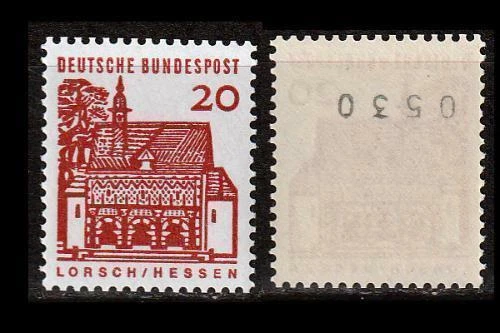 DEUTSCHE BUNDESPOST
20
LORSCH/HESSEN
0530